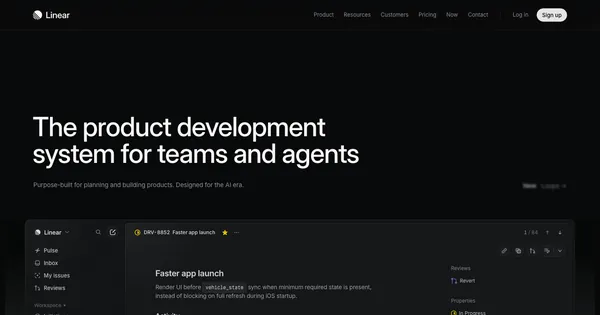 Linear
Product
Resources
Customers
Pricing
Now
Contact
Log in
Sign up
The product development
system for teams and agents
Purpose-built for planning and building products. Designed for the AI era.
New
Linear
DRV-8852 Faster app launch
1 / 64
Pulse
Inbox
My issues
Reviews
Workspace
Faster app launch
Render UI before vehicle_state sync when minimum required state is present,
instead of blocking on full refresh during iOS startup.
Reviews
Revert
Properties
In Progress